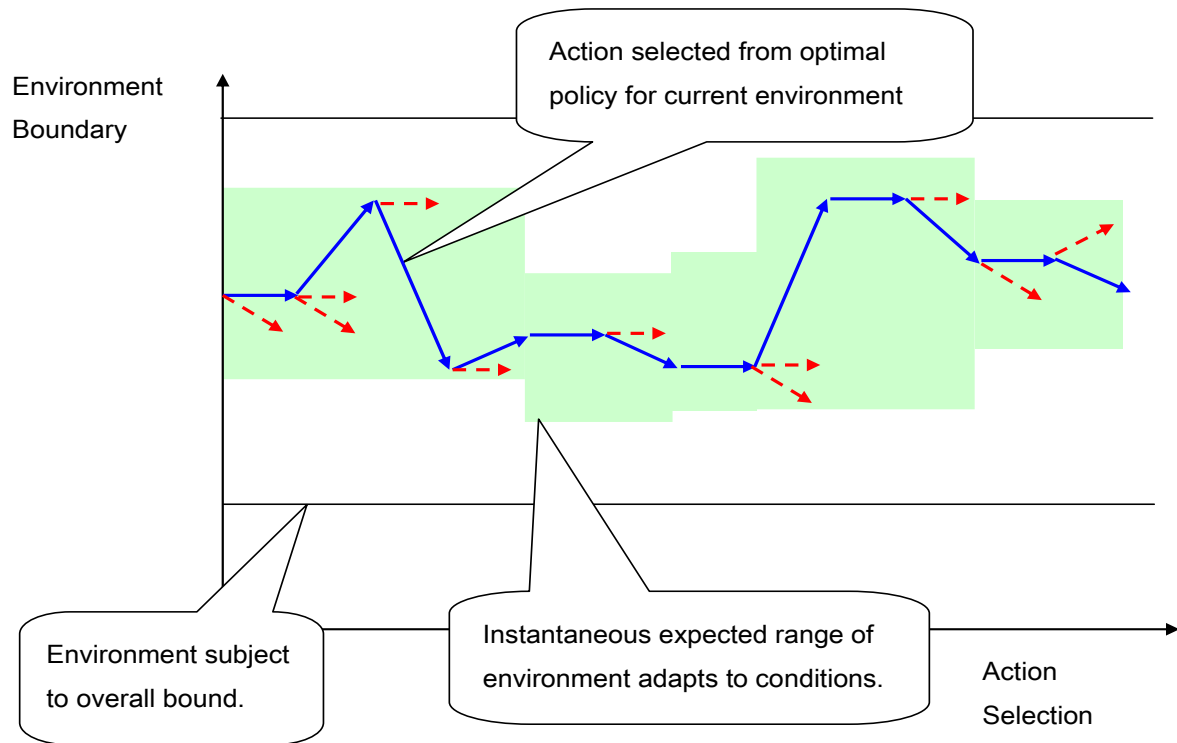 Action selected from optimal
policy for current environment
Environment
Boundary
Environment subject
to overall bound.
Instantaneous expected range of
environment adapts to conditions.
Action
Selection